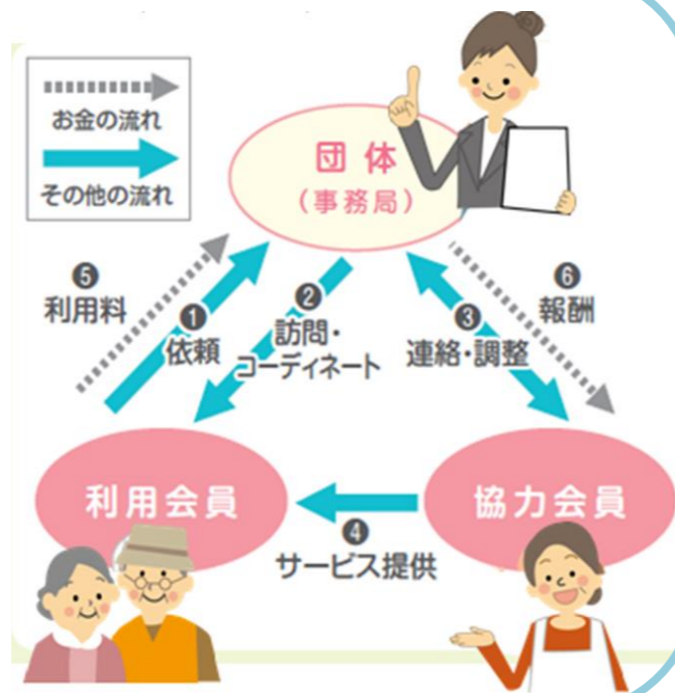 お金の流れ
その他の流れ
団体
（事務局）
❺
利用料
❶
依頼
❷
訪問・
コーディネート
❸
連絡・調整
❻
報酬
利用会員
協力会員
❹
サービス提供